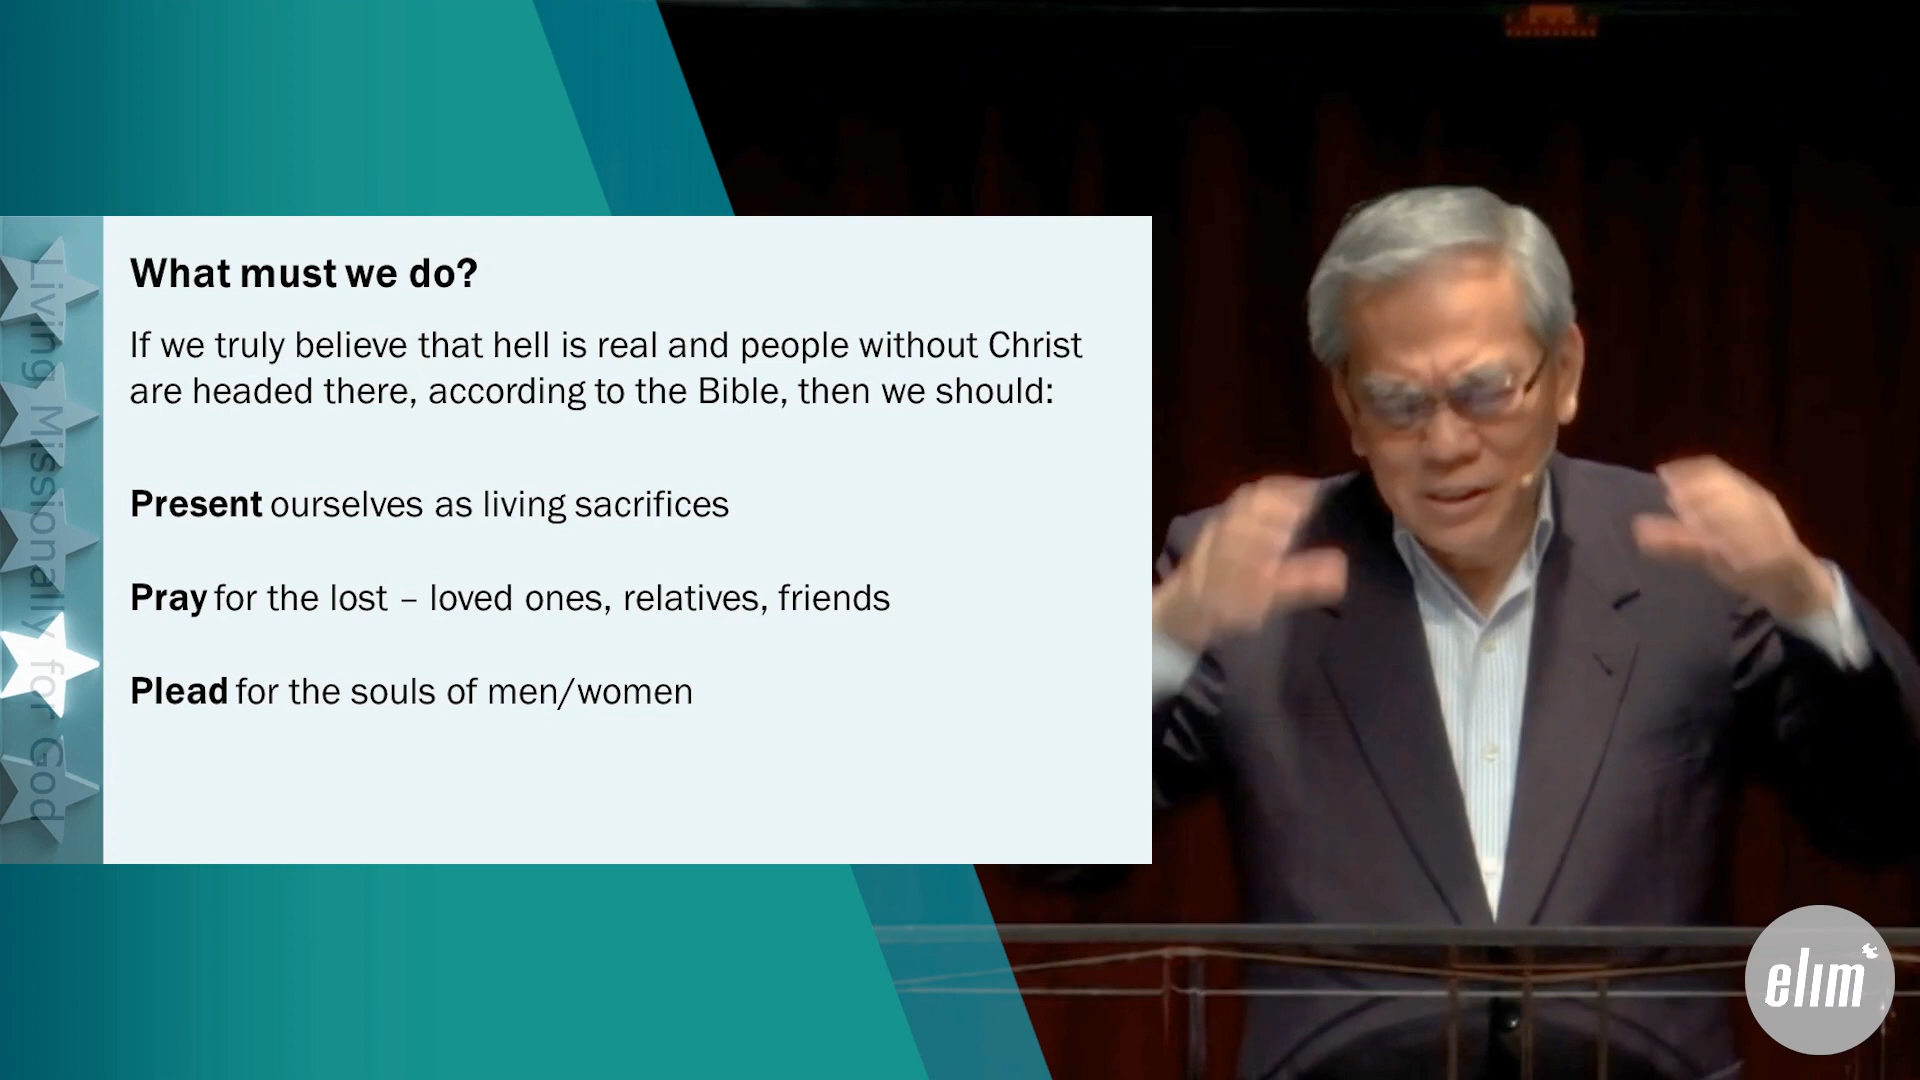 What must we do?
If we truly believe that hell is real and people without Christ
are headed there, according to the Bible, then we should:
Present ourselves as living sacrifices
Pray for the lost – loved ones, relatives, friends
Plead for the souls of men/women
Living Missionally for God
elim